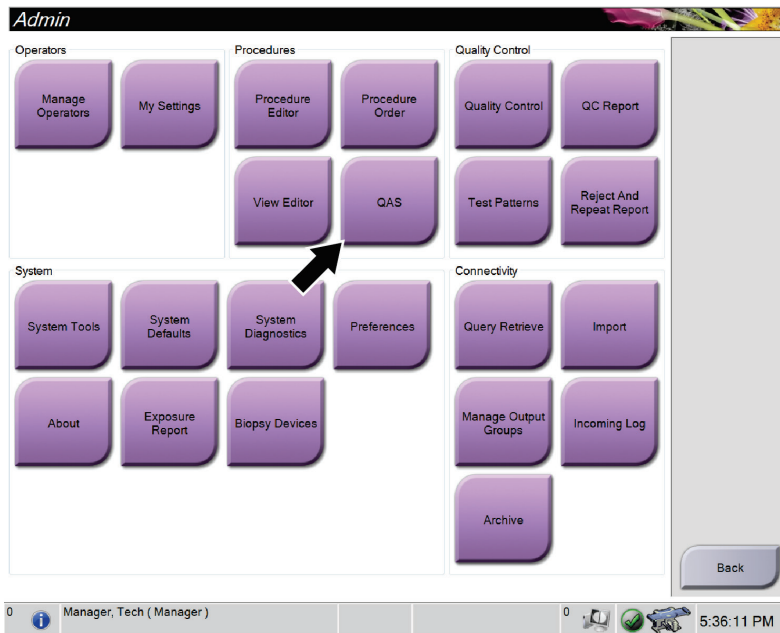 Admin
Operators
Manage
Operators
My Settings
Procedures
Procedure
Editor
Procedure
Order
View Editor
QAS
Quality Control
Quality Control
QC Report
Test Patterns
Reject And
Repeat Report
System
System Tools
System
Defaults
System
Diagnostics
Preferences
About
Exposure
Report
Biopsy Devices
Connectivity
Query Retrieve
Import
Manage Output
Groups
Incoming Log
Archive
Back
0
Manager, Tech ( Manager )
0
5:36:11 PM